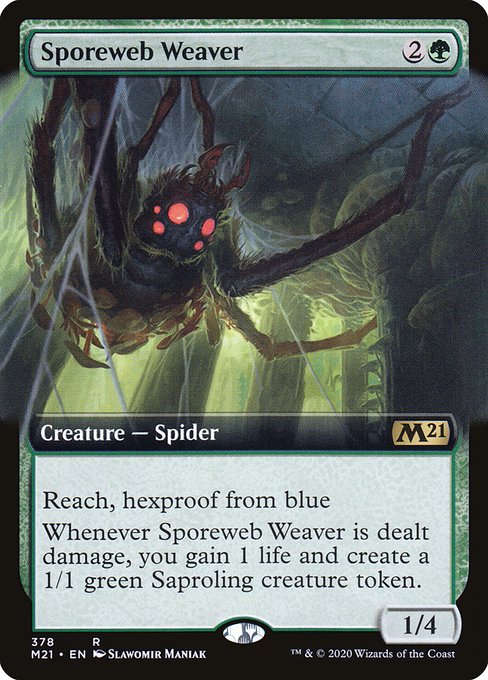 Sporeweb Weaver 2
Creature — Spider M21
Reach, hexproof from blue
Whenever Sporeweb Weaver is dealt
damage, you gain 1 life and create a
1/1 green Saproling creature token.
1/4
378 R
M21 • EN SLAWOMIR MANIAK ™ & © 2020 Wizards of the Coast